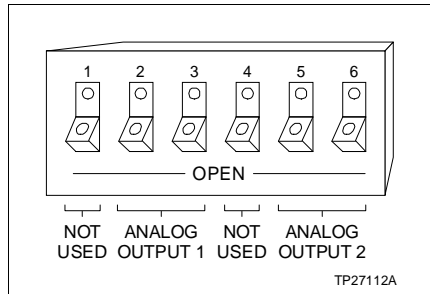 1 2 3 4 5 6
OPEN
NOT ANALOG NOT ANALOG
USED OUTPUT 1 USED OUTPUT 2
TP27112A